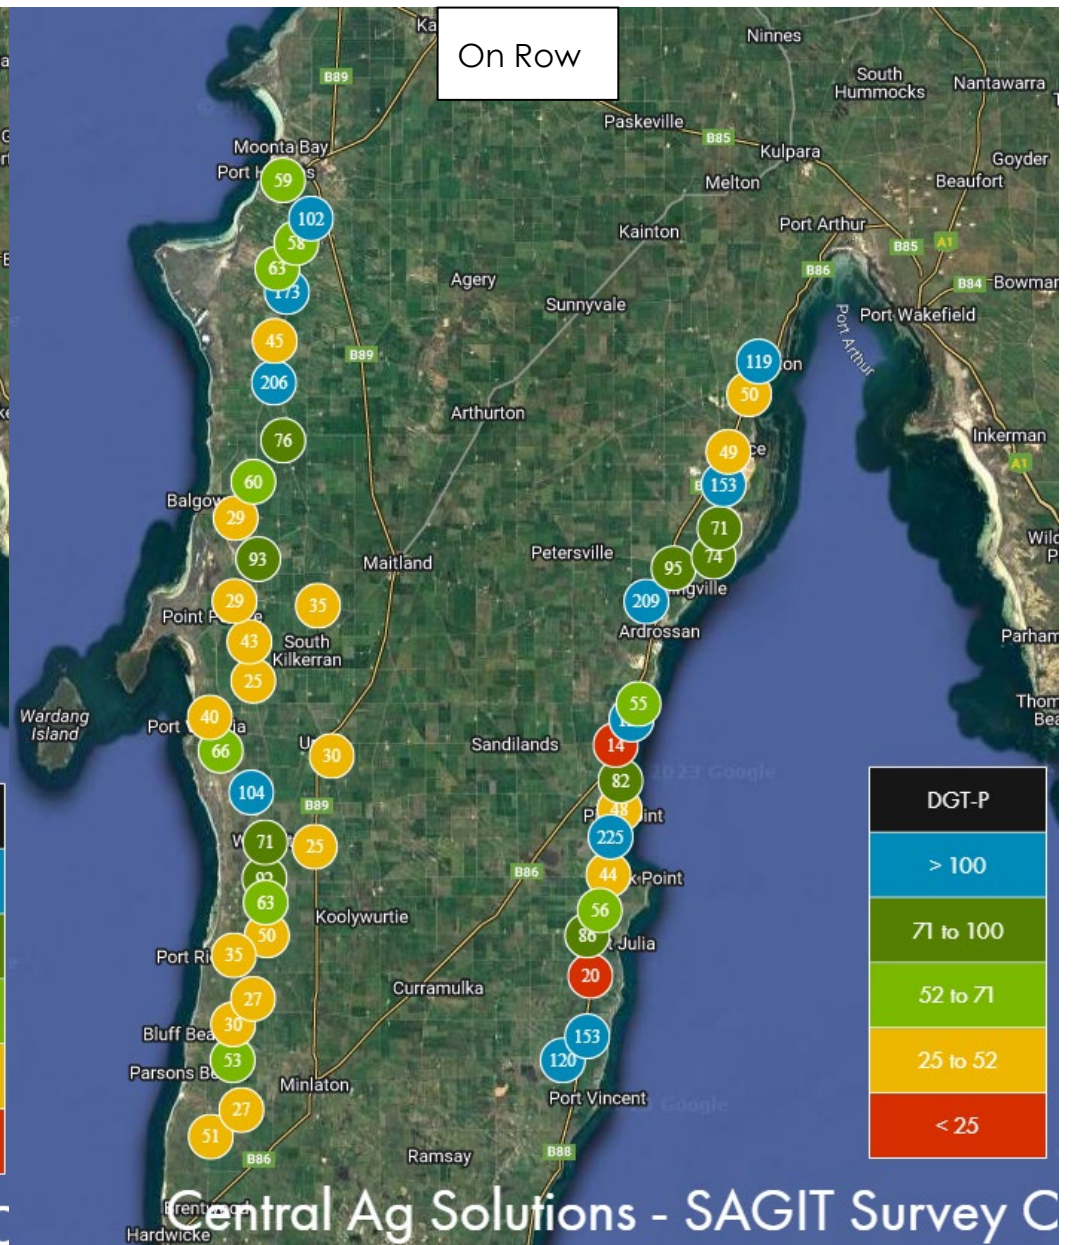 On Row
Ninnes
South
Hummocks
Nantawarra
B89
Paskeville
B85
Kulpara
Goyder
Moonta Bay
Melton
Beaufort
59
102
Kainton
Port Arthur
58
B85
A1
63
Agery
B86
B84
173
Sunnyvale
Port Wakefield
Port Arthur
45
B89
119
206
50
Arthurton
76
49
Inkerman
A1
60
153
29
71
93
Maitland
Petersville
95
74
29
35
209
43
South
Kilkerran
Ardrossan
Parham
25
Wardang
Island
40
55
66
30
Sandilands
14
2023 Google
82
DGT-P
104
B89
48
> 100
71
25
225
B86
44
92
63
Koolywurtie
56
71 to 100
50
86
35
20
27
Curramulka
52 to 71
30
153
53
120
25 to 52
Minlaton
Port Vincent
27
Google
51
< 25
B86
Ramsay
B88
Brentwood
Central Ag Solutions - SAGIT Survey C
Hardwicke